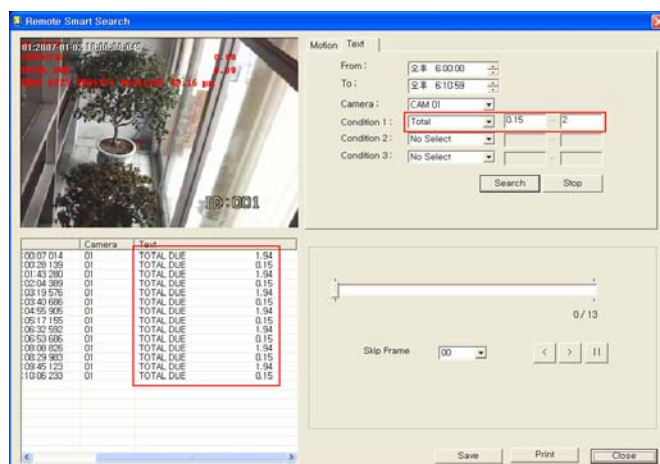 Remote Smart Search
Motion Text
From : 오후 6:00:00
To : 오후 6:10:59
Camera : CAM 01
Condition 1 : Total 0.15 - 2
Condition 2 : No Select -
Condition 3 : No Select -
Search Stop
ID:001
Camera Text
:00:07 014 01 TOTAL DUE 1.94
:00:28 139 01 TOTAL DUE 0.15
:01:43 280 01 TOTAL DUE 1.94
:02:04 389 01 TOTAL DUE 0.15
:03:19 576 01 TOTAL DUE 1.94
:03:40 686 01 TOTAL DUE 0.15
:04:55 905 01 TOTAL DUE 1.94
:05:17 155 01 TOTAL DUE 0.15
:06:32 592 01 TOTAL DUE 1.94
:06:53 686 01 TOTAL DUE 0.15
:08:08 826 01 TOTAL DUE 1.94
:08:29 983 01 TOTAL DUE 0.15
:09:45 123 01 TOTAL DUE 1.94
:10:06 233 01 TOTAL DUE 0.15
0 / 13
Skip Frame 00 < > II
Save Print Close